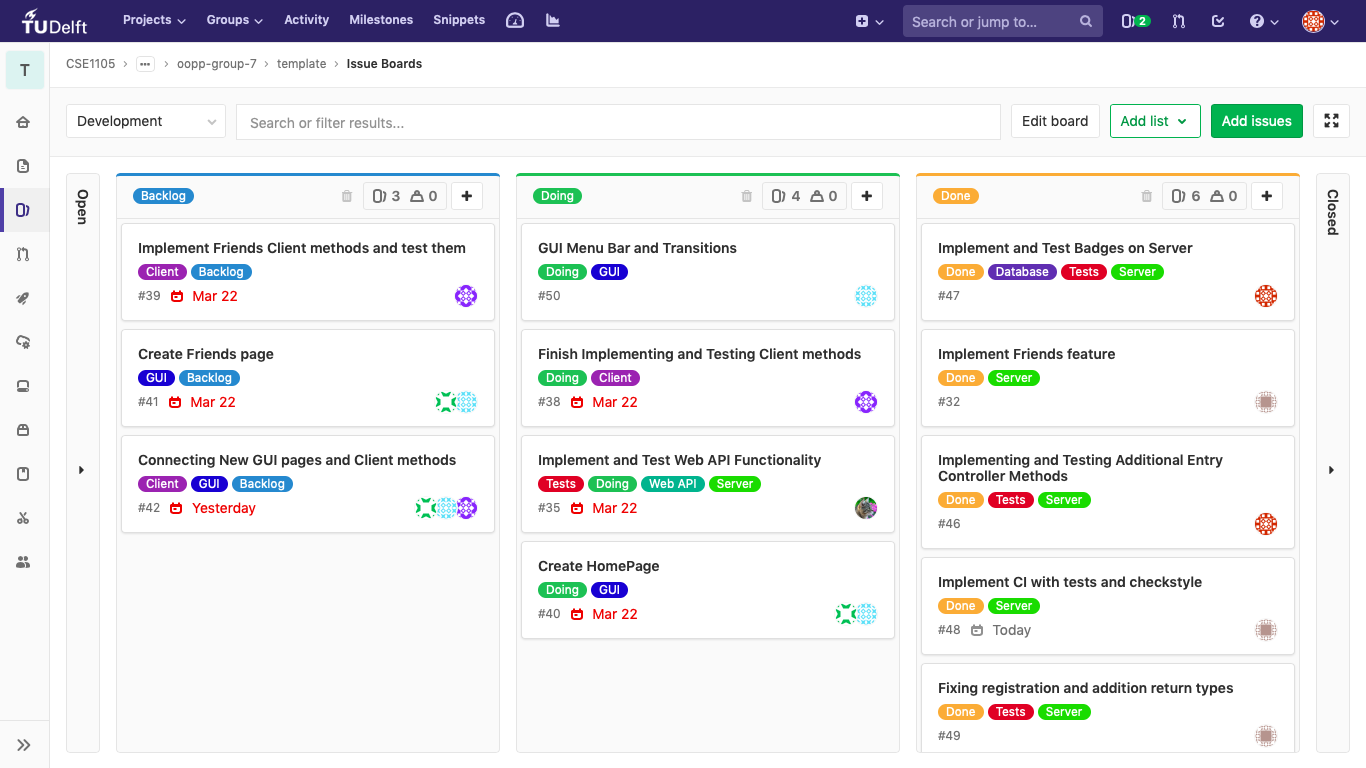 TU Delft Projects Groups Activity Milestones Snippets Search or jump to... 2
T
CSE1105 › ... › oopp-group-7 › template › Issue Boards
Development Search or filter results... Edit board Add list Add issues
Open
Backlog 3 0
Implement Friends Client methods and test them
Client Backlog
#39 Mar 22
Create Friends page
GUI Backlog
#41 Mar 22
Connecting New GUI pages and Client methods
Client GUI Backlog
#42 Yesterday
Doing 4 0
GUI Menu Bar and Transitions
Doing GUI
#50
Finish Implementing and Testing Client methods
Doing Client
#38 Mar 22
Implement and Test Web API Functionality
Tests Doing Web API Server
#35 Mar 22
Create HomePage
Doing GUI
#40 Mar 22
Done 6 0
Implement and Test Badges on Server
Done Database Tests Server
#47
Implement Friends feature
Done Server
#32
Implementing and Testing Additional Entry
Controller Methods
Done Tests Server
#46
Implement CI with tests and checkstyle
Done Server
#48 Today
Fixing registration and addition return types
Done Tests Server
#49
Closed